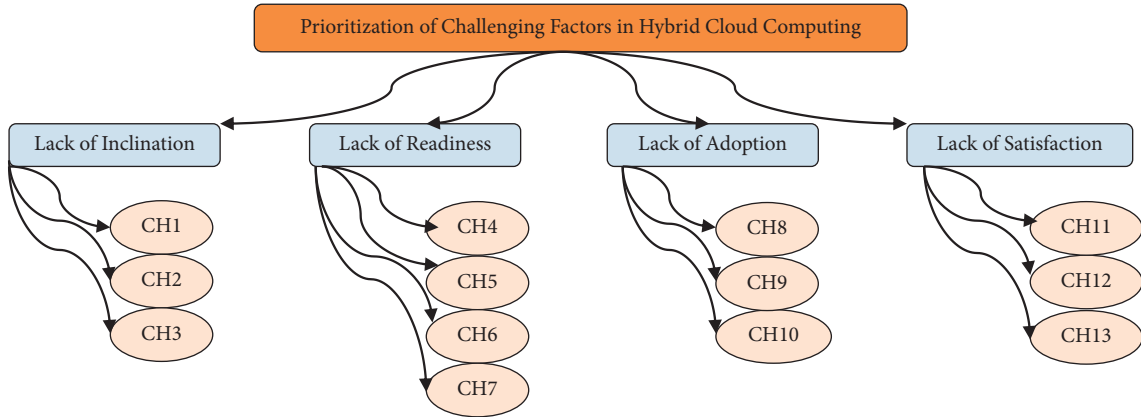 Prioritization of Challenging Factors in Hybrid Cloud Computing
Lack of Inclination
Lack of Readiness
Lack of Adoption
Lack of Satisfaction
CH1
CH2
CH3
CH4
CH5
CH6
CH7
CH8
CH9
CH10
CH11
CH12
CH13